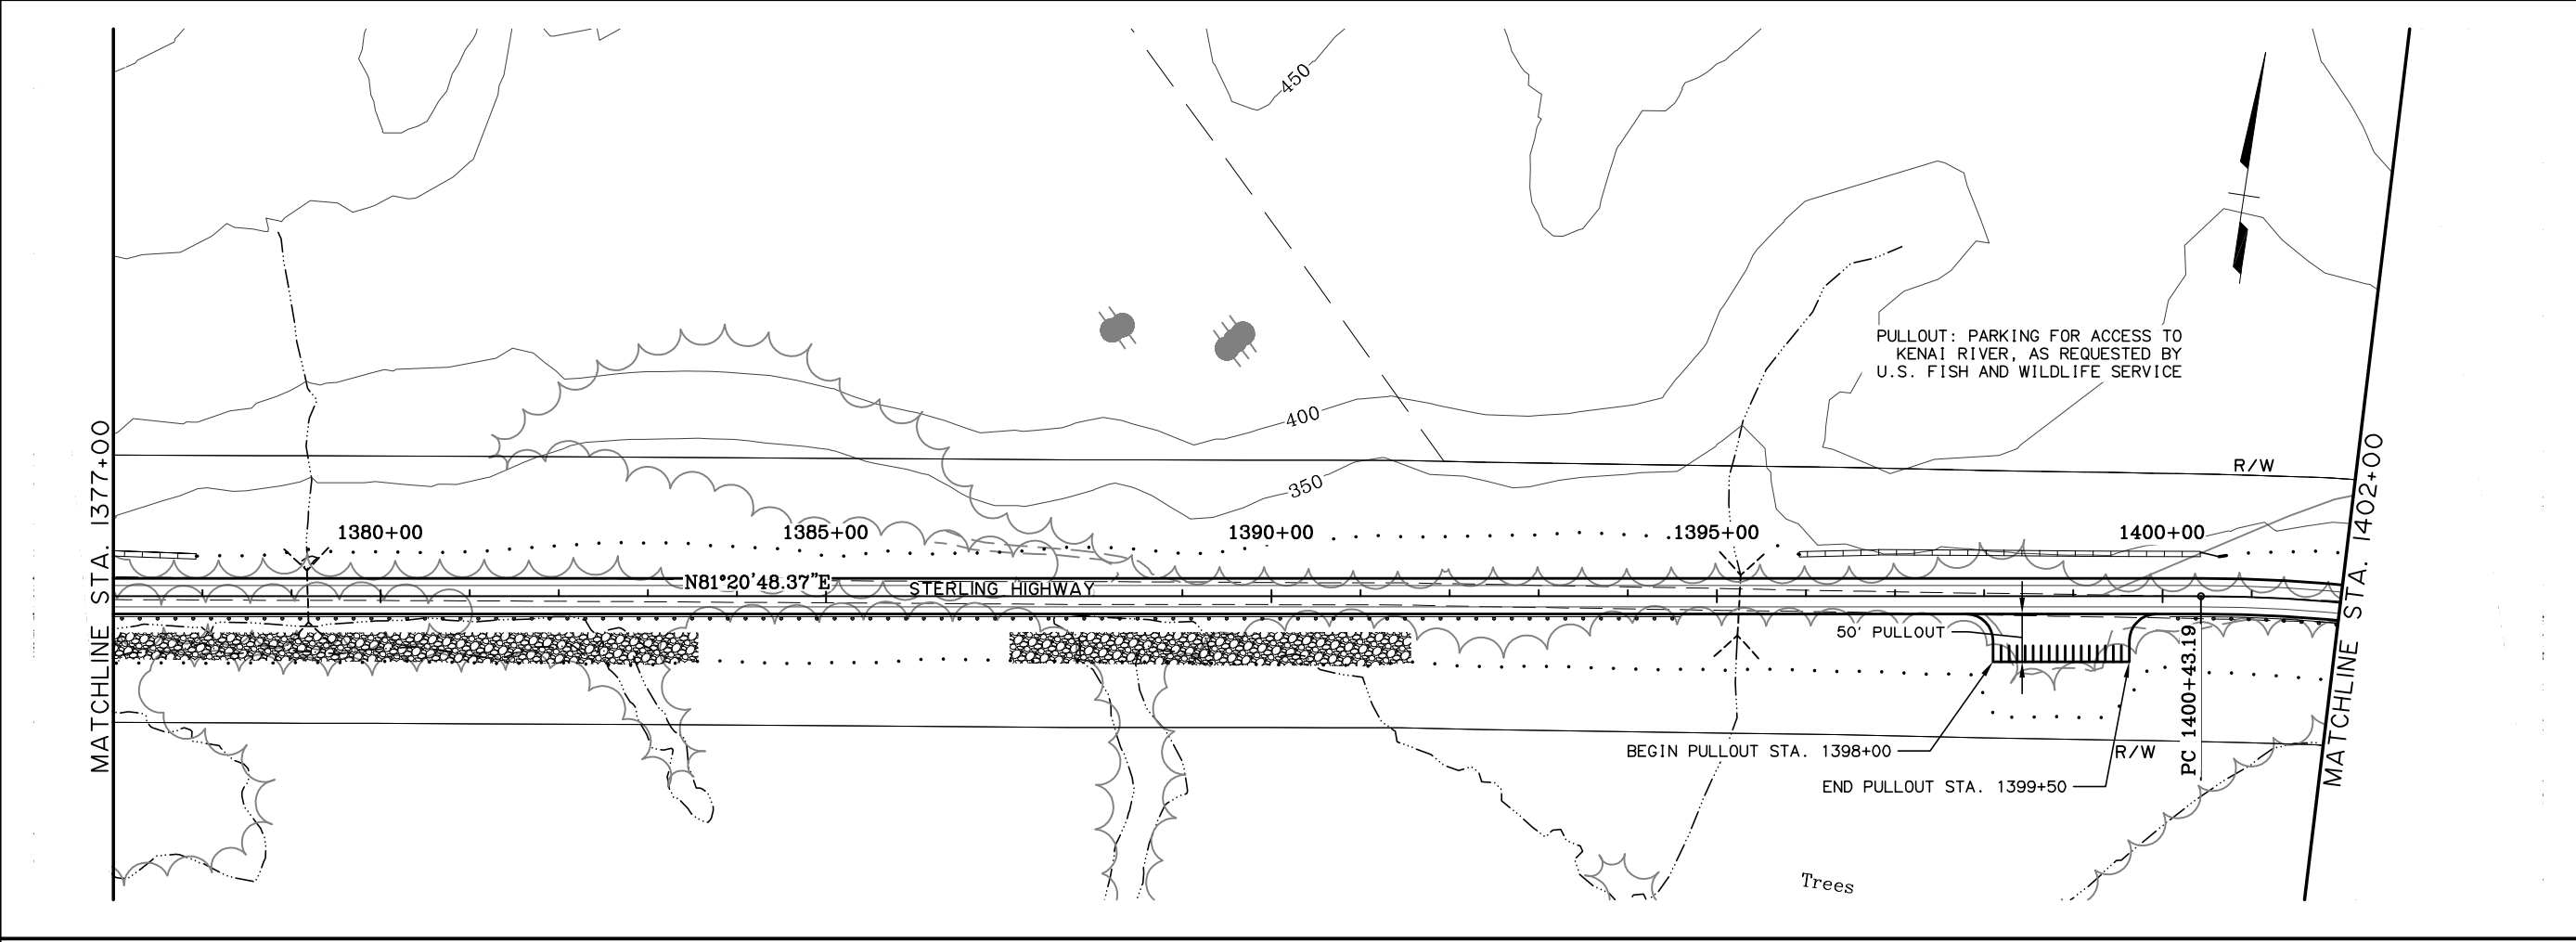 450
PULLOUT: PARKING FOR ACCESS TO
KENAI RIVER, AS REQUESTED BY
U.S. FISH AND WILDLIFE SERVICE
400
350
R/W
MATCHLINE STA. 1377+00
1380+00
1385+00
1390+00
1395+00
1400+00
N81°20'48.37"E
STERLING HIGHWAY
50' PULLOUT
BEGIN PULLOUT STA. 1398+00
END PULLOUT STA. 1399+50
R/W
PC 1400+43.19
MATCHLINE STA. 1402+00
Trees